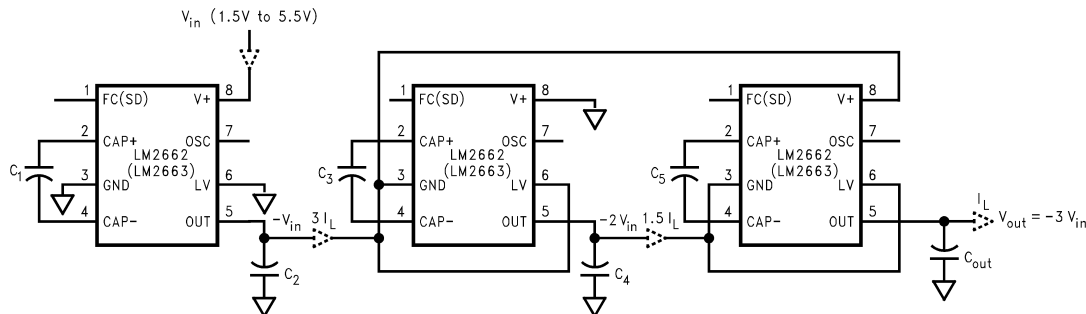 V_in (1.5V to 5.5V)
1 FC(SD) V+ 8
2 CAP+ OSC 7
LM2662
(LM2663)
3 GND LV 6
4 CAP- OUT 5
C_1
-V_in 3 I_L
C_2
1 FC(SD) V+ 8
2 CAP+ OSC 7
LM2662
(LM2663)
3 GND LV 6
4 CAP- OUT 5
C_3
-2 V_in 1.5 I_L
C_4
1 FC(SD) V+ 8
2 CAP+ OSC 7
LM2662
(LM2663)
3 GND LV 6
4 CAP- OUT 5
C_5
I_L
V_out = -3 V_in
C_out